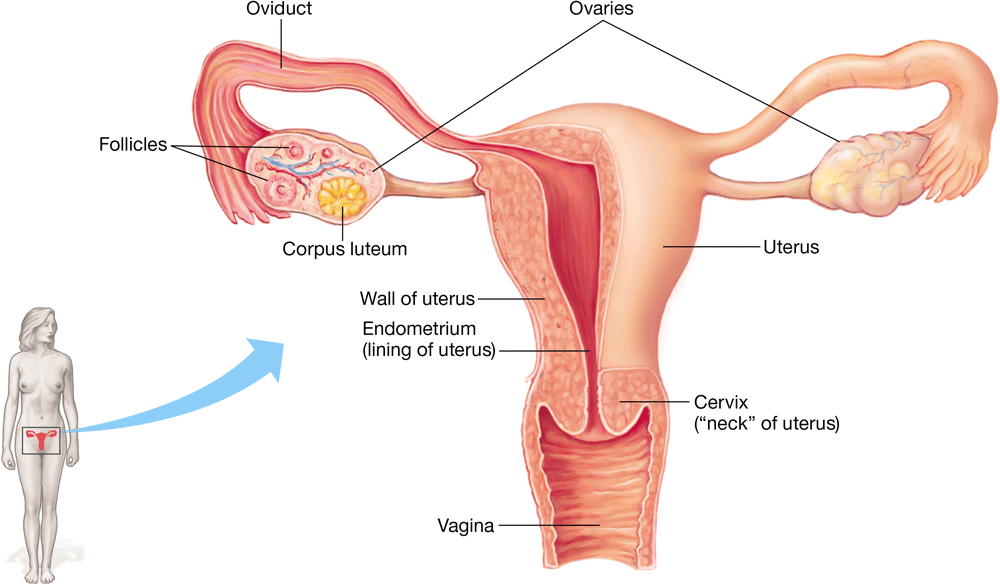 Oviduct
Ovaries
Follicles
Corpus luteum
Uterus
Wall of uterus
Endometrium
(lining of uterus)
Cervix
(“neck” of uterus)
Vagina